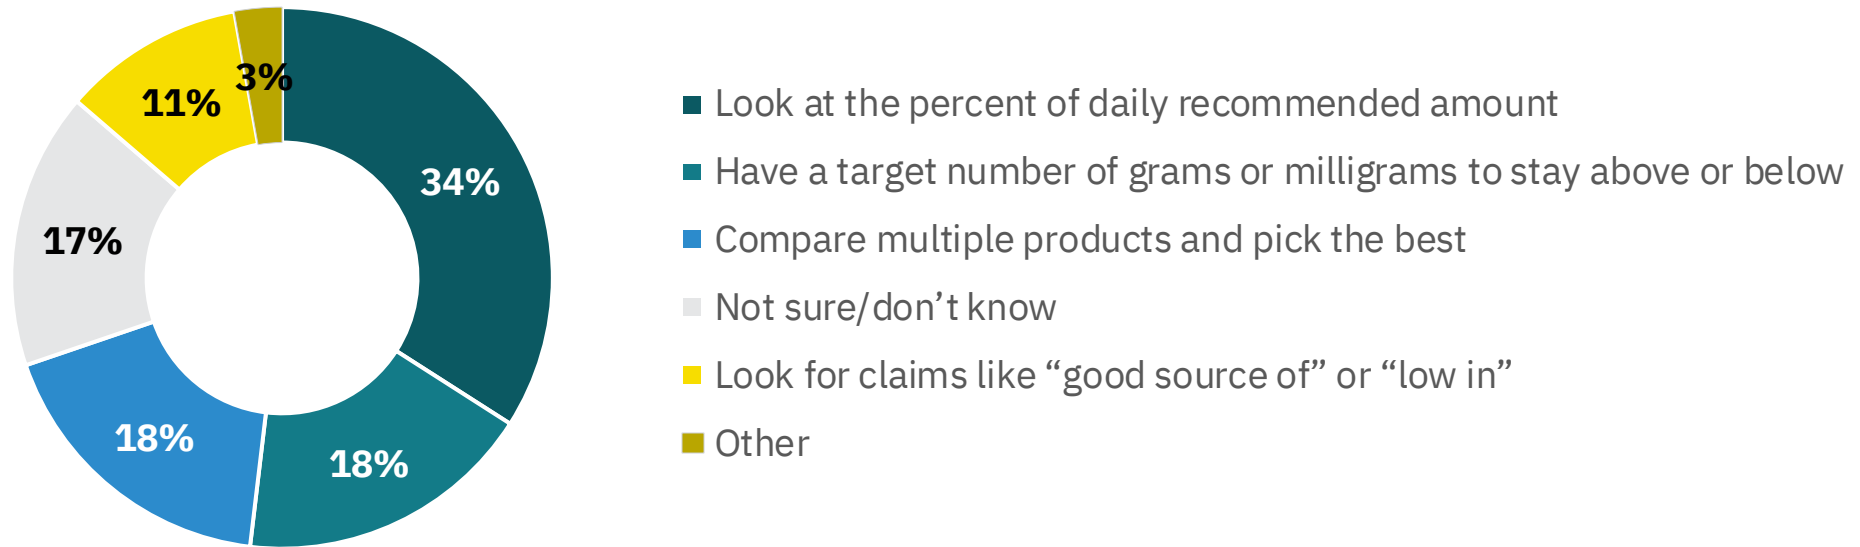 3%
11%
34%
17%
18%
18%
Look at the percent of daily recommended amount
Have a target number of grams or milligrams to stay above or below
Compare multiple products and pick the best
Not sure/don’t know
Look for claims like “good source of” or “low in”
Other